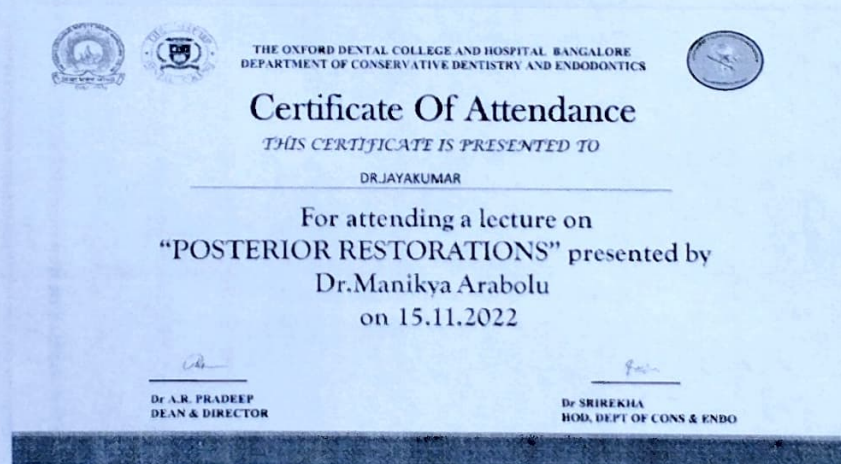 THE OXFORD DENTAL COLLEGE AND HOSPITAL BANGALORE
DEPARTMENT OF CONSERVATIVE DENTISTRY AND ENDODONTICS
Certificate Of Attendance
THIS CERTIFICATE IS PRESENTED TO
DR.JAYAKUMAR
For attending a lecture on
“POSTERIOR RESTORATIONS” presented by
Dr.Manikya Arabolu
on 15.11.2022
Dr A.R. PRADEEP
DEAN & DIRECTOR
Dr SRIREKHA
HOD, DEPT OF CONS & ENDO